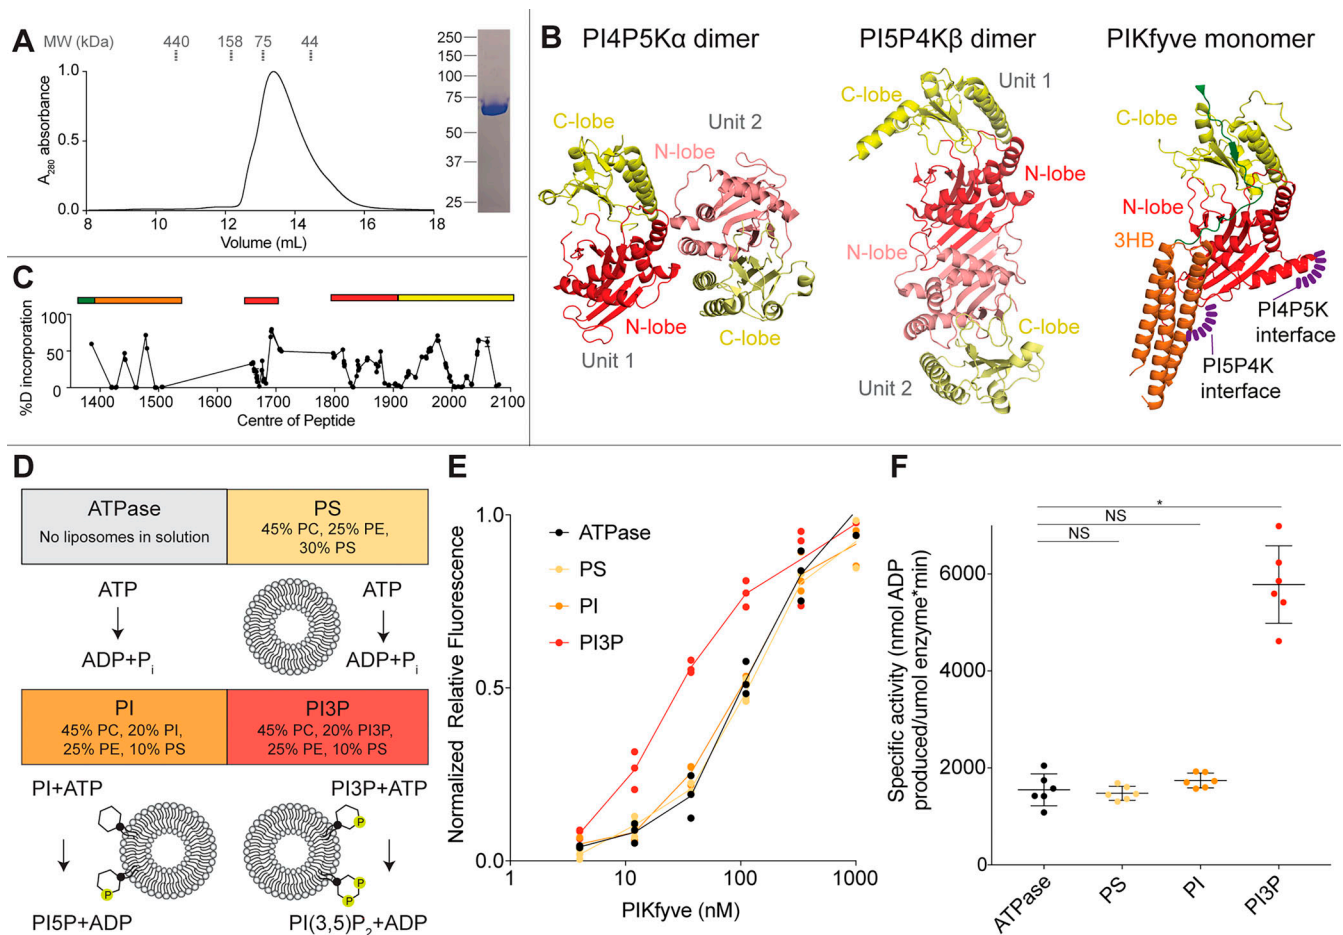 A
MW (kDa)
440
158
75
44
A280 absorbance
1.0
0.5
0.0
8
10
12
14
16
18
Volume (mL)
250
150
100
75
50
37
25
B
PI4P5Kα dimer
PI5P4Kβ dimer
PIKfyve monomer
C-lobe
Unit 2
N-lobe
N-lobe
C-lobe
Unit 1
Unit 1
C-lobe
N-lobe
N-lobe
C-lobe
Unit 2
C-lobe
N-lobe
3HB
PI4P5K
interface
PI5P4K
interface
C
%D incorporation
100
50
0
1400
1500
1600
1700
1800
1900
2000
2100
Centre of Peptide
D
ATPase
No liposomes in solution
PS
45% PC, 25% PE,
30% PS
ATP
ADP+Pi
ATP
ADP+Pi
PI
45% PC, 20% PI,
25% PE, 10% PS
PI3P
45% PC, 20% PI3P,
25% PE, 10% PS
PI+ATP
P
PI5P+ADP
PI3P+ATP
P
P
P
PI(3,5)P2+ADP
E
Normalized Relative Fluorescence
1.0
0.5
0.0
ATPase
PS
PI
PI3P
1
10
100
1000
PIKfyve (nM)
F
Specific activity (nmol ADP
produced/umol enzyme*min)
*
NS
NS
6000
4000
2000
0
ATPase
PS
PI
PI3P